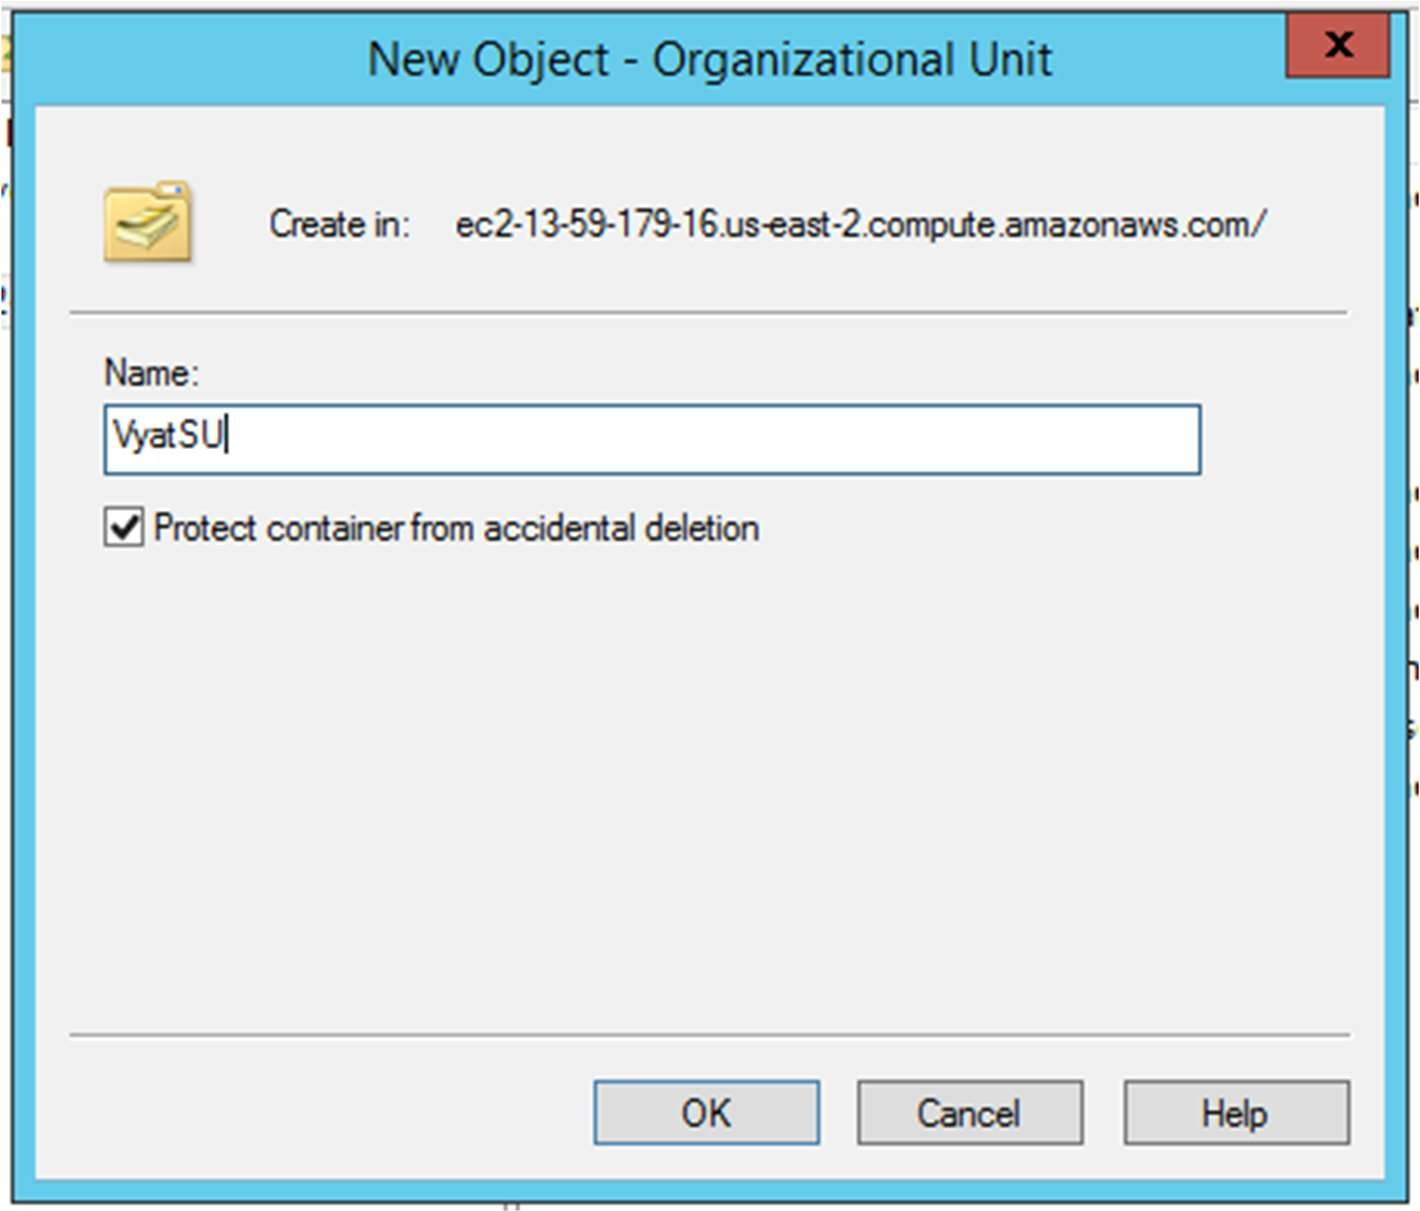 New Object - Organizational Unit
x
Create in: ec2-13-59-179-16.us-east-2.compute.amazonaws.com/
Name:
VyatSU
Protect container from accidental deletion
OK Cancel Help